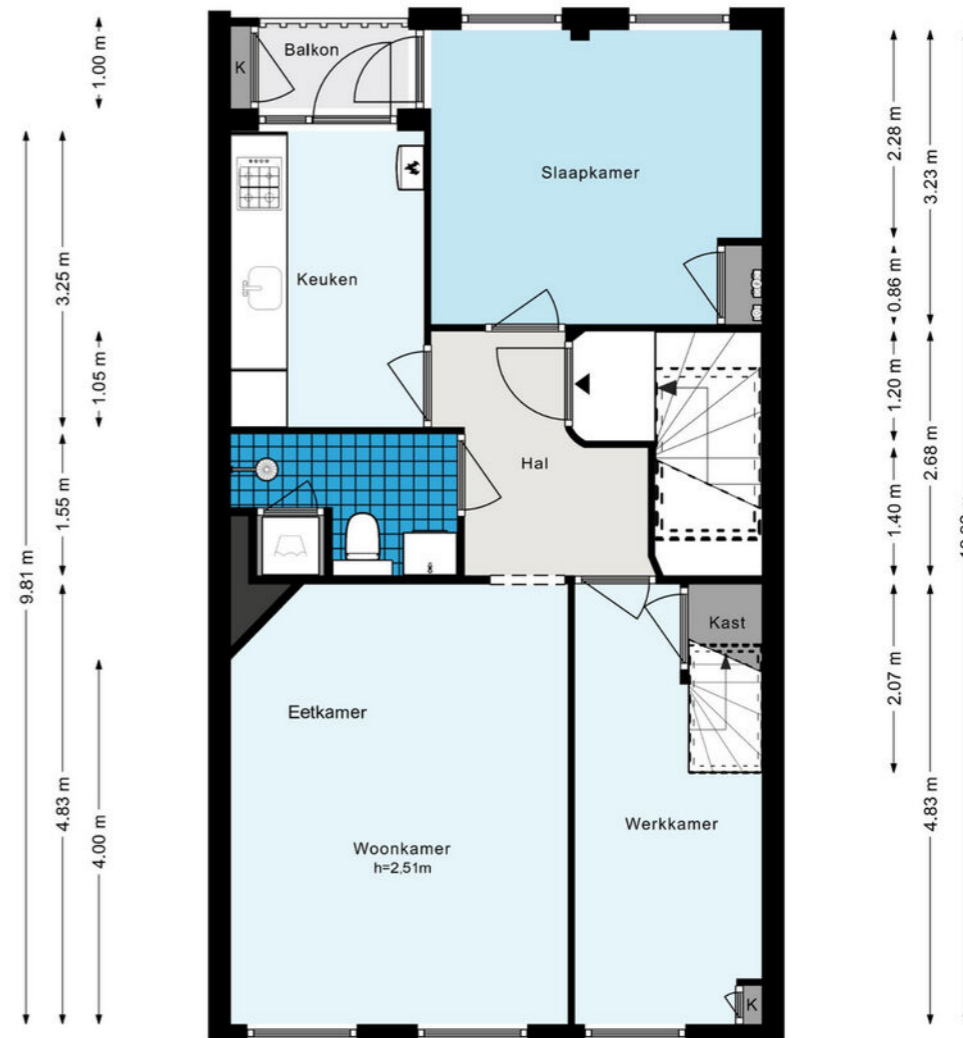 Balkon
K
Slaapkamer
Keuken
Hal
Kast
Eetkamer
Woonkamer
h=2,51m
Werkkamer
K
1.00 m
3.25 m
1.05 m
1.55 m
9.81 m
4.83 m
4.00 m
2.28 m
3.23 m
0.86 m
1.20 m
2.68 m
1.40 m
2.07 m
4.83 m